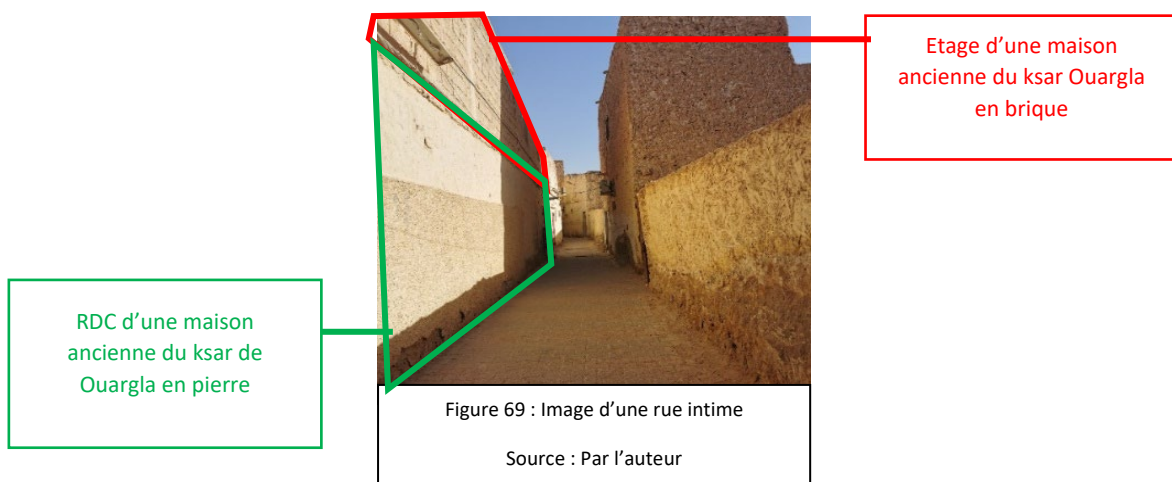 Etage d’une maison
ancienne du ksar Ouargla
en brique
RDC d’une maison
ancienne du ksar de
Ouargla en pierre
Figure 69 : Image d’une rue intime
Source : Par l’auteur